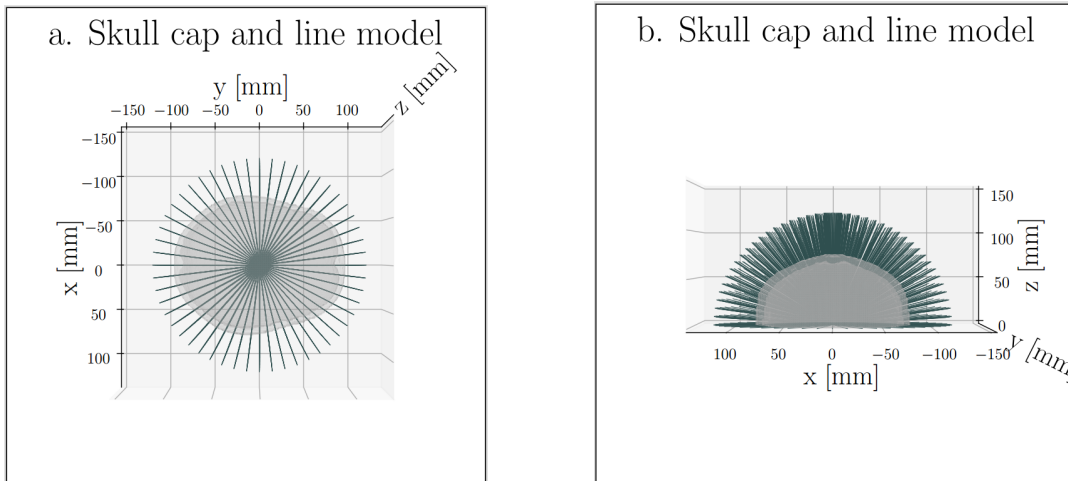 a. Skull cap and line model
y [mm]
z [mm]
−150 −100 −50 0 50 100
−150
−100
−50
x [mm]
0
50
100
b. Skull cap and line model
150
100
z [mm]
50
0
100 50 0 −50 −100 −150
x [mm]
y [mm]